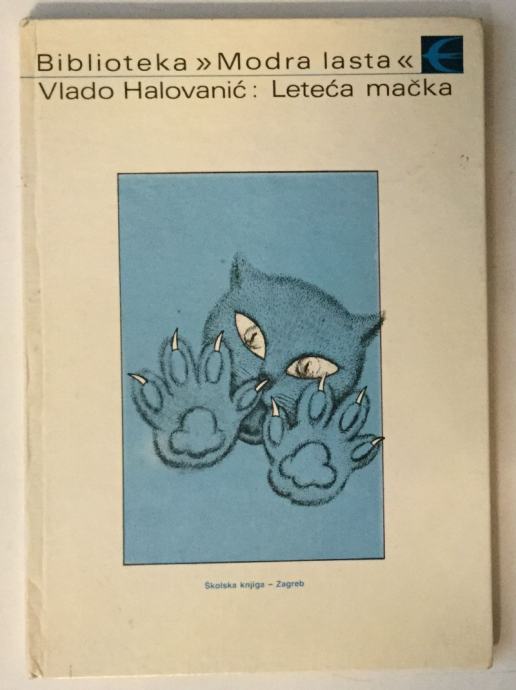 Biblioteka »Modra lasta«
Vlado Halovanić: Leteća mačka
Školska knjiga – Zagreb